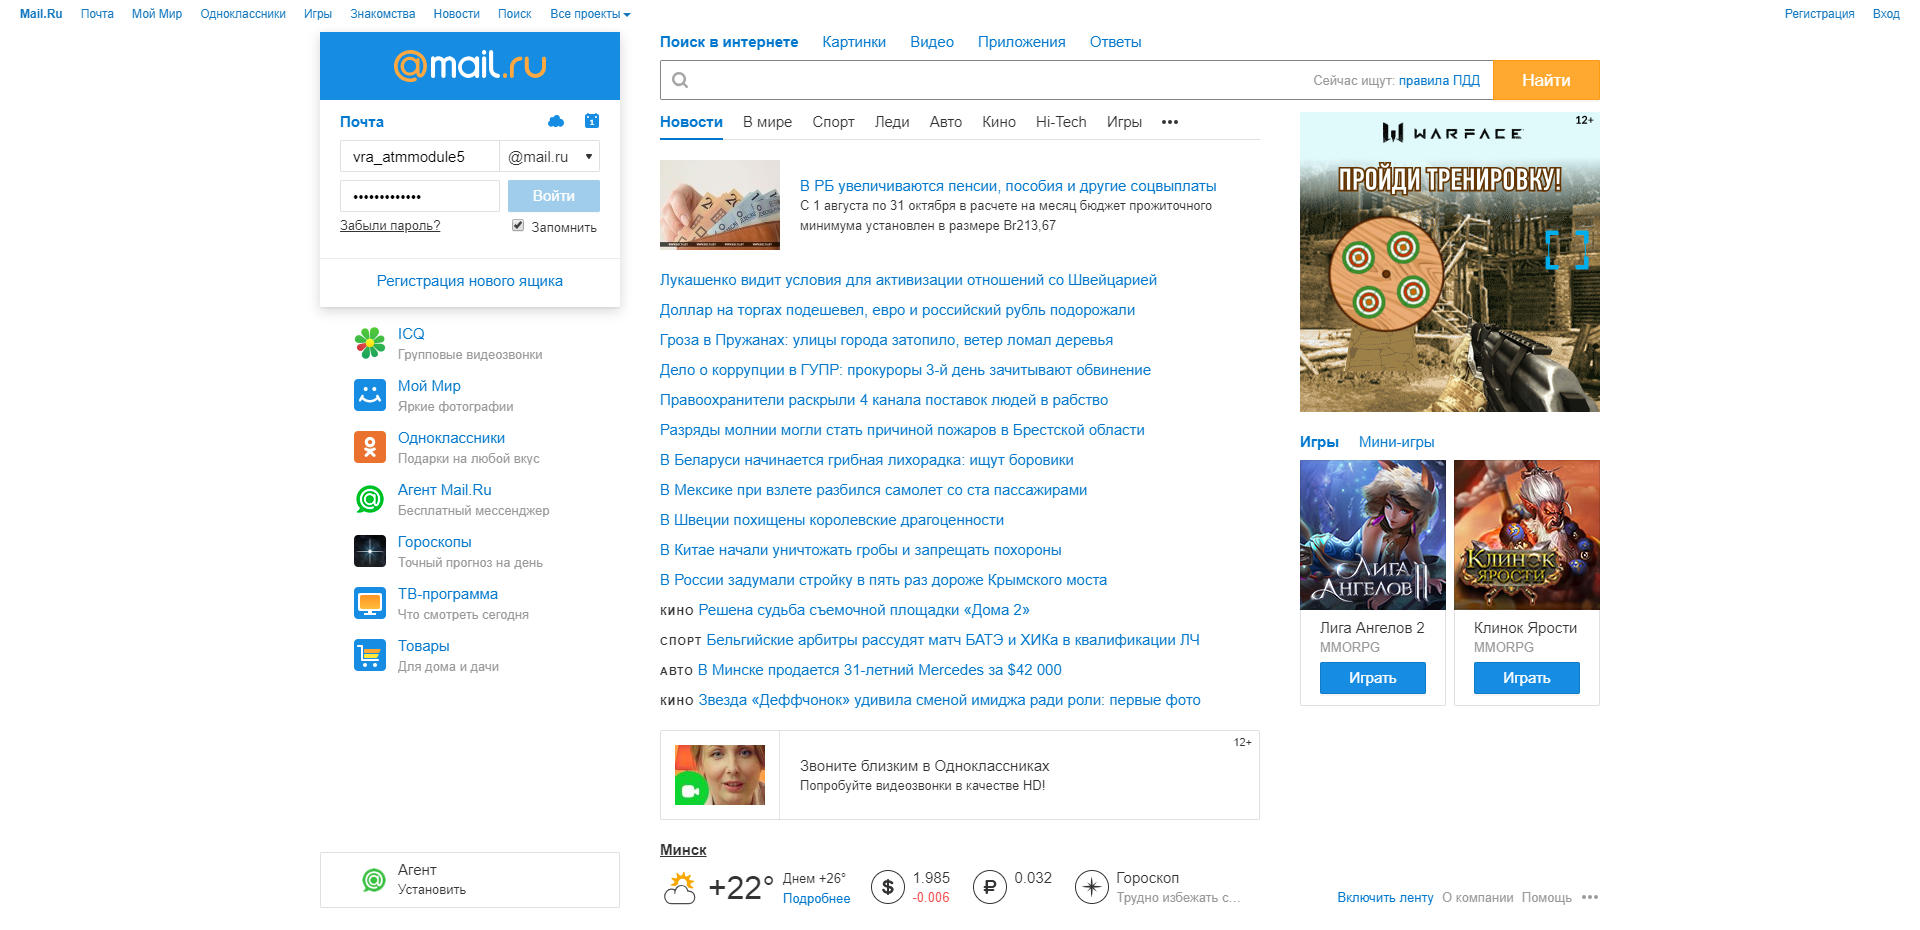 Mail.Ru Почта Мой Мир Одноклассники Игры Знакомства Новости Поиск Все проекты Регистрация Вход
@mail.ru
Почта
1
vra_atmmodule5 @mail.ru
••••••••••••• Войти
Забыли пароль? Запомнить
Регистрация нового ящика
ICQ
Групповые видеозвонки
Мой Мир
Яркие фотографии
Одноклассники
Подарки на любой вкус
Агент Mail.Ru
Бесплатный мессенджер
Гороскопы
Точный прогноз на день
ТВ-программа
Что смотреть сегодня
Товары
Для дома и дачи
Агент
Установить
Поиск в интернете Картинки Видео Приложения Ответы
Сейчас ищут: правила ПДД Найти
Новости В мире Спорт Леди Авто Кино Hi-Tech Игры •••
В РБ увеличиваются пенсии, пособия и другие соцвыплаты
С 1 августа по 31 октября в расчете на месяц бюджет прожиточного
минимума установлен в размере Br213,67
Лукашенко видит условия для активизации отношений со Швейцарией
Доллар на торгах подешевел, евро и российский рубль подорожали
Гроза в Пружанах: улицы города затопило, ветер ломал деревья
Дело о коррупции в ГУПР: прокуроры 3-й день зачитывают обвинение
Правоохранители раскрыли 4 канала поставок людей в рабство
Разряды молнии могли стать причиной пожаров в Брестской области
В Беларуси начинается грибная лихорадка: ищут боровики
В Мексике при взлете разбился самолет со ста пассажирами
В Швеции похищены королевские драгоценности
В Китае начали уничтожать гробы и запрещать похороны
В России задумали стройку в пять раз дороже Крымского моста
КИНО Решена судьба съемочной площадки «Дома 2»
СПОРТ Бельгийские арбитры рассудят матч БАТЭ и ХИКа в квалификации ЛЧ
АВТО В Минске продается 31-летний Mercedes за $42 000
КИНО Звезда «Деффчонок» удивила сменой имиджа ради роли: первые фото
12+
Звоните близким в Одноклассниках
Попробуйте видеозвонки в качестве HD!
Минск
+22° Днем +26°
Подробнее
$ 1.985
-0.006
₽ 0.032
Гороскоп
Трудно избежать с...
12+
WARFACE
ПРОЙДИ ТРЕНИРОВКУ!
Игры Мини-игры
Лига Ангелов II
Клинок Ярости
Лига Ангелов 2 Клинок Ярости
MMORPG MMORPG
Играть Играть
Включить ленту О компании Помощь •••